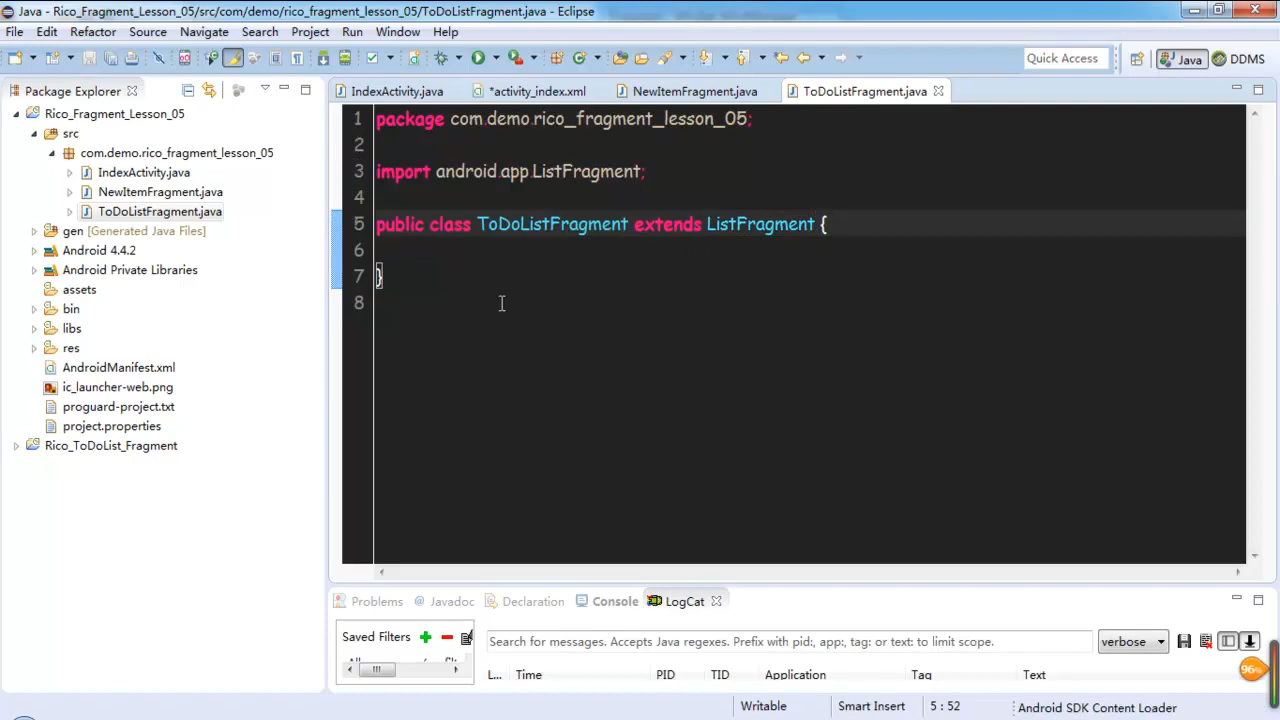 Java - Rico_Fragment_Lesson_05/src/com/demo/rico_fragment_lesson_05/ToDoListFragment.java - Eclipse
File Edit Refactor Source Navigate Search Project Run Window Help
Quick Access
Java
DDMS
Package Explorer
IndexActivity.java
*activity_index.xml
NewItemFragment.java
ToDoListFragment.java
Rico_Fragment_Lesson_05
src
com.demo.rico_fragment_lesson_05
IndexActivity.java
NewItemFragment.java
ToDoListFragment.java
gen [Generated Java Files]
Android 4.4.2
Android Private Libraries
assets
bin
libs
res
AndroidManifest.xml
ic_launcher-web.png
proguard-project.txt
project.properties
Rico_ToDoList_Fragment
1 package com.demo.rico_fragment_lesson_05;
2
3 import android.app.ListFragment;
4
5 public class ToDoListFragment extends ListFragment {
6
7 }
8
Problems @ Javadoc Declaration Console LogCat
Saved Filters
Search for messages. Accepts Java regexes. Prefix with pid:, app:, tag: or text: to limit scope.
verbose
L... Time PID TID Application Tag Text
96%
Writable Smart Insert 5 : 52 Android SDK Content Loader